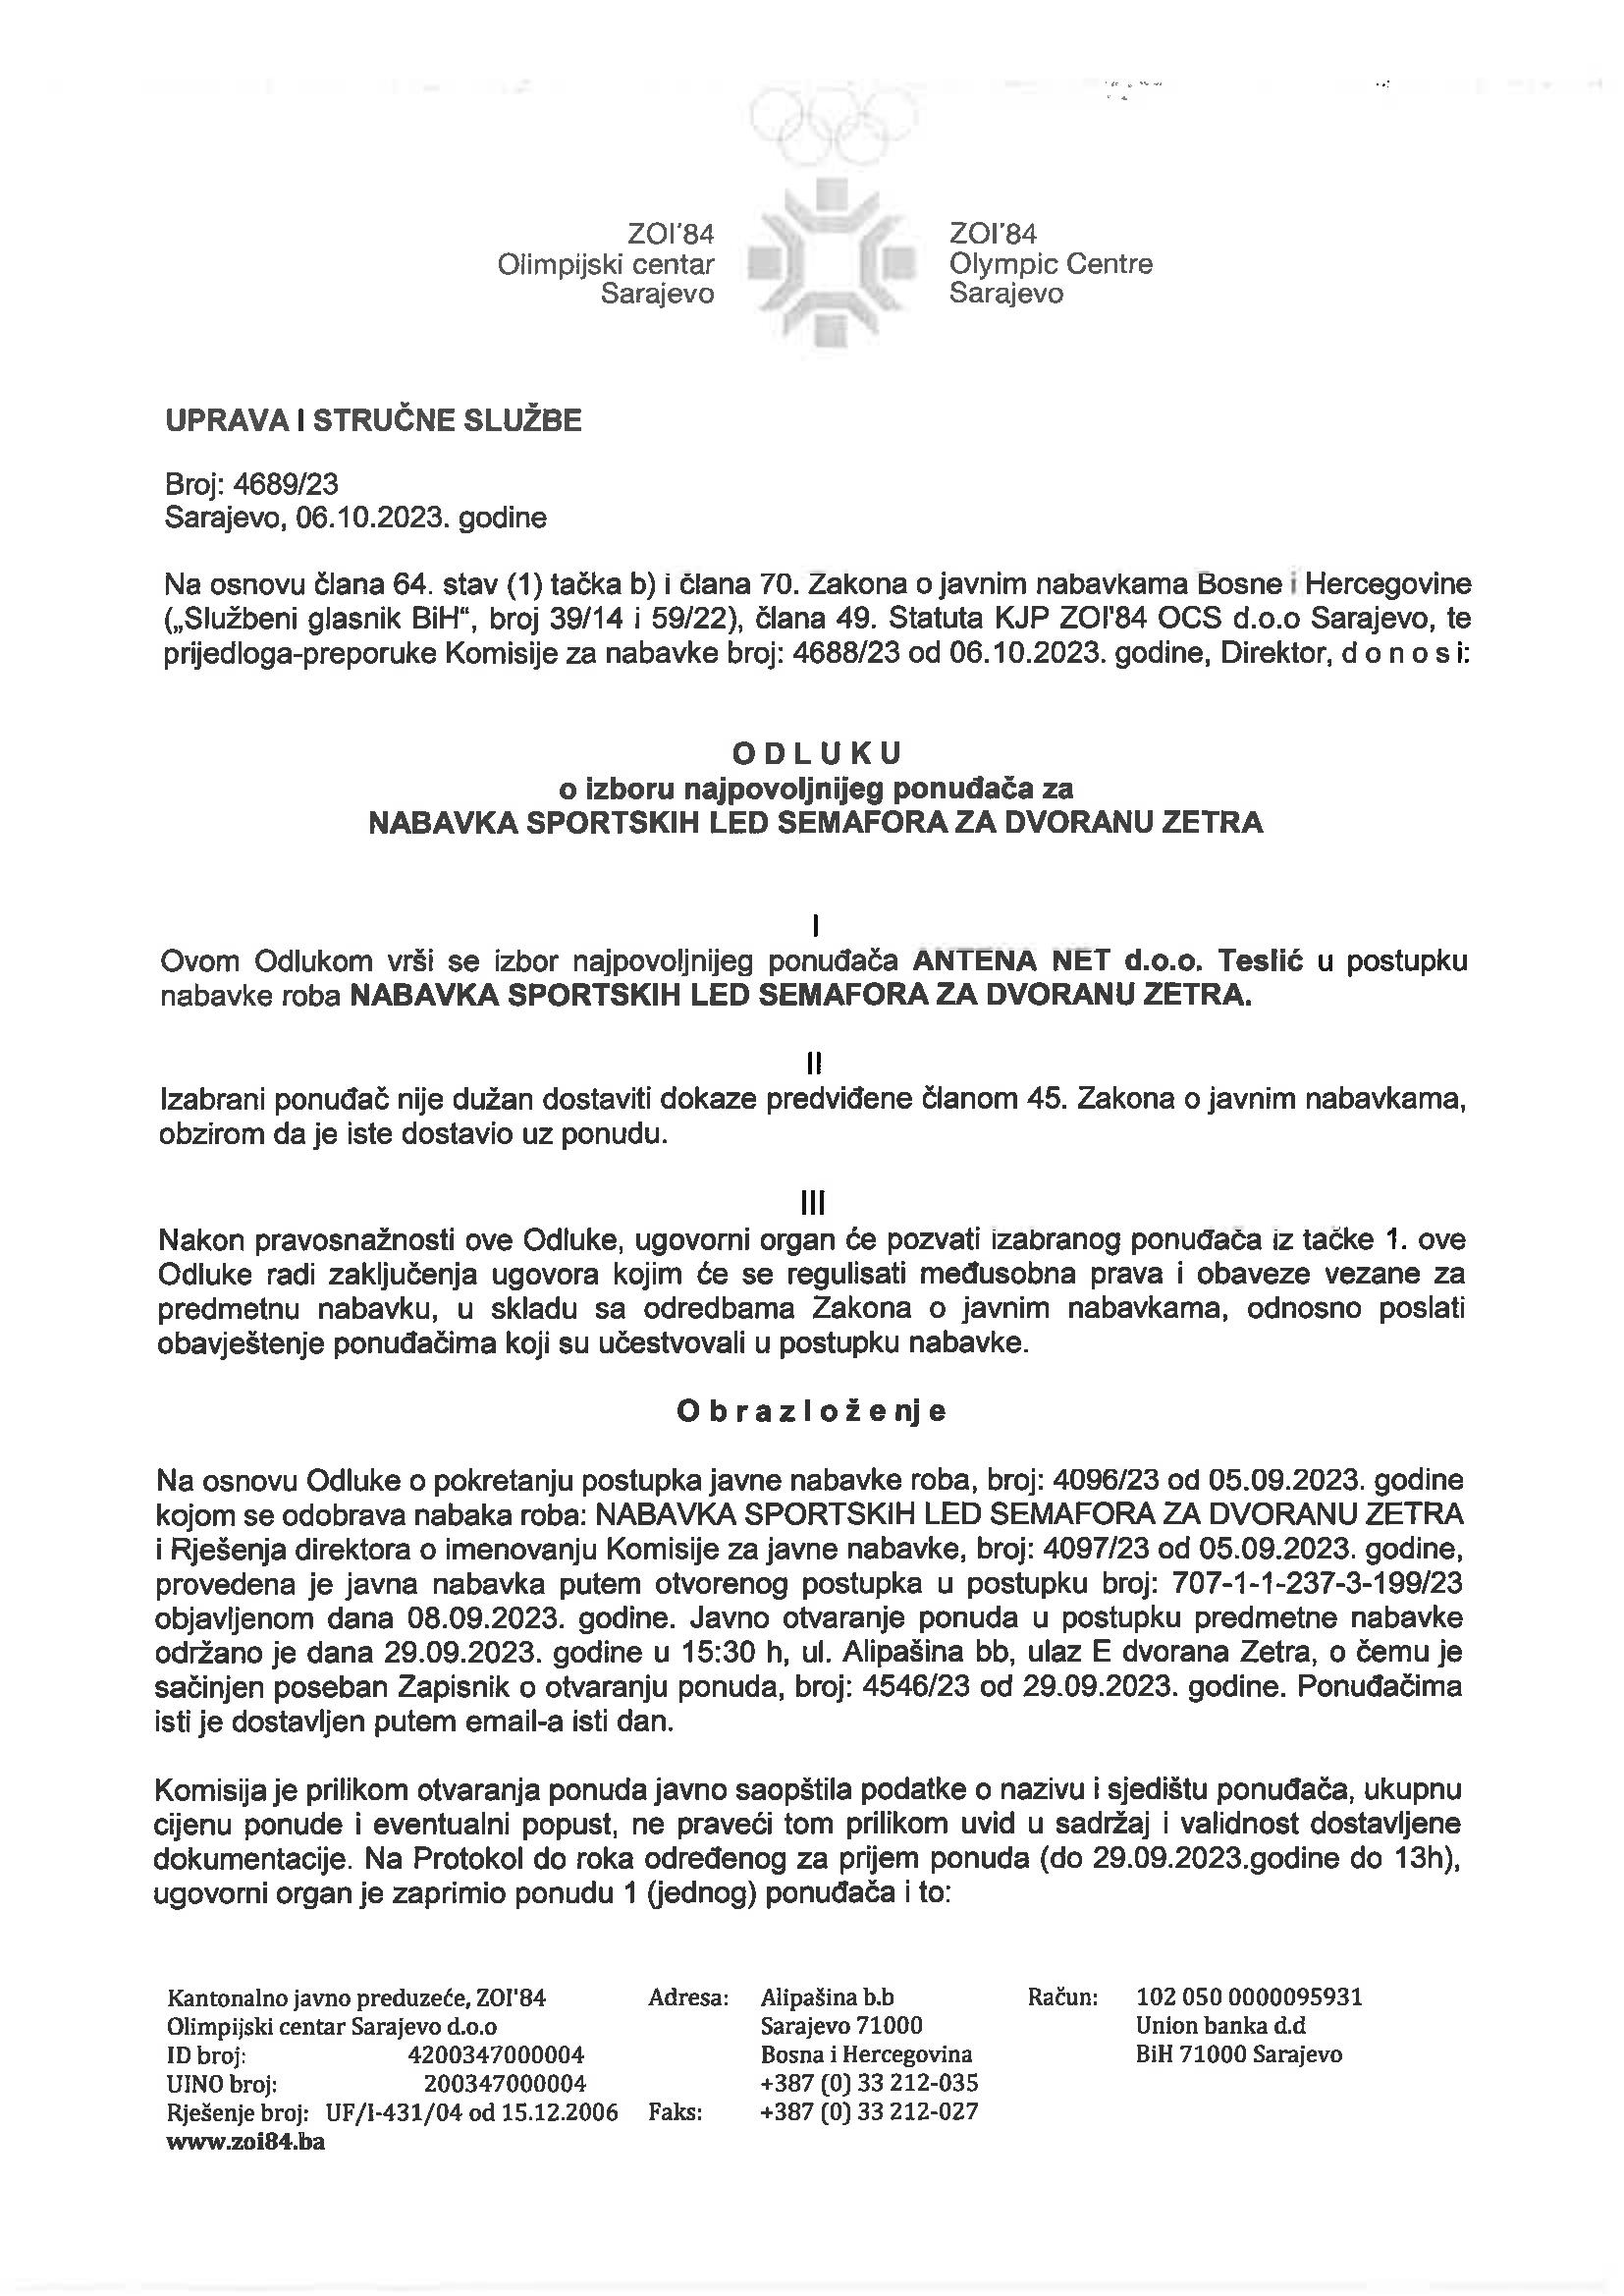 ZOI'84
Olimpijski centar
Sarajevo
ZOI'84
Olympic Centre
Sarajevo
UPRAVA I STRUČNE SLUŽBE
Broj: 4689/23
Sarajevo, 06.10.2023. godine
Na osnovu člana 64. stav (1) tačka b) i člana 70. Zakona o javnim nabavkama Bosne i Hercegovine
(„Službeni glasnik BiH“, broj 39/14 i 59/22), člana 49. Statuta KJP ZOI'84 OCS d.o.o Sarajevo, te
prijedloga-preporuke Komisije za nabavke broj: 4688/23 od 06.10.2023. godine, Direktor, d o n o s i:
O D L U K U
o izboru najpovoljnijeg ponuđača za
NABAVKA SPORTSKIH LED SEMAFORA ZA DVORANU ZETRA
I
Ovom Odlukom vrši se izbor najpovoljnijeg ponuđača ANTENA NET d.o.o. Teslić u postupku
nabavke roba NABAVKA SPORTSKIH LED SEMAFORA ZA DVORANU ZETRA.
II
Izabrani ponuđač nije dužan dostaviti dokaze predviđene članom 45. Zakona o javnim nabavkama,
obzirom da je iste dostavio uz ponudu.
III
Nakon pravosnažnosti ove Odluke, ugovorni organ će pozvati izabranog ponuđača iz tačke 1. ove
Odluke radi zaključenja ugovora kojim će se regulisati međusobna prava i obaveze vezane za
predmetnu nabavku, u skladu sa odredbama Zakona o javnim nabavkama, odnosno poslati
obavještenje ponuđačima koji su učestvovali u postupku nabavke.
O b r a z l o ž e nj e
Na osnovu Odluke o pokretanju postupka javne nabavke roba, broj: 4096/23 od 05.09.2023. godine
kojom se odobrava nabaka roba: NABAVKA SPORTSKIH LED SEMAFORA ZA DVORANU ZETRA
i Rješenja direktora o imenovanju Komisije za javne nabavke, broj: 4097/23 od 05.09.2023. godine,
provedena je javna nabavka putem otvorenog postupka u postupku broj: 707-1-1-237-3-199/23
objavljenom dana 08.09.2023. godine. Javno otvaranje ponuda u postupku predmetne nabavke
održano je dana 29.09.2023. godine u 15:30 h, ul. Alipašina bb, ulaz E dvorana Zetra, o čemu je
sačinjen poseban Zapisnik o otvaranju ponuda, broj: 4546/23 od 29.09.2023. godine. Ponuđačima
isti je dostavljen putem email-a isti dan.
Komisija je prilikom otvaranja ponuda javno saopštila podatke o nazivu i sjedištu ponuđača, ukupnu
cijenu ponude i eventualni popust, ne praveći tom prilikom uvid u sadržaj i validnost dostavljene
dokumentacije. Na Protokol do roka određenog za prijem ponuda (do 29.09.2023.godine do 13h),
ugovorni organ je zaprimio ponudu 1 (jednog) ponuđača i to:
Kantonalno javno preduzeće, ZOI'84 Adresa: Alipašina b.b Račun: 102 050 0000095931
Olimpijski centar Sarajevo d.o.o Sarajevo 71000 Union banka d.d
ID broj: 4200347000004 Bosna i Hercegovina BiH 71000 Sarajevo
UINO broj: 200347000004 +387 (0) 33 212-035
Rješenje broj: UF/I-431/04 od 15.12.2006 Faks: +387 (0) 33 212-027
www.zoi84.ba